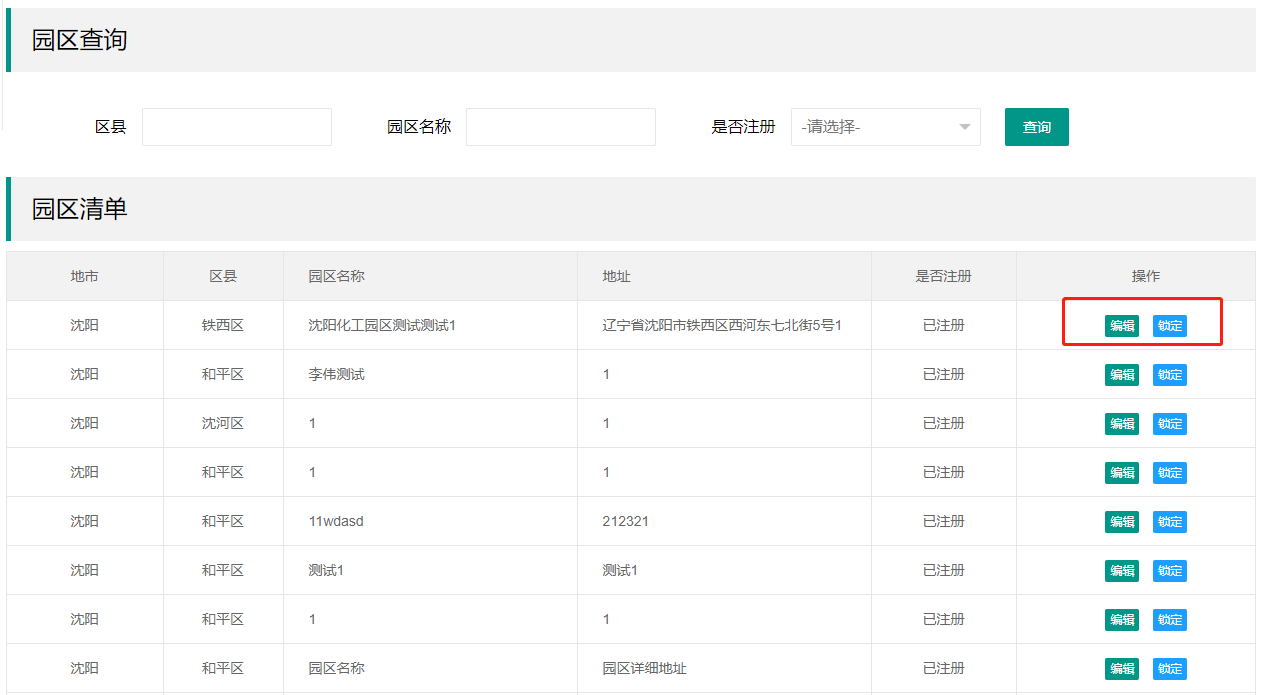 园区查询
区县 园区名称 是否注册 -请选择- 查询
园区清单
地市 区县 园区名称 地址 是否注册 操作
沈阳 铁西区 沈阳化工园区测试测试1 辽宁省沈阳市铁西区西河东七北街5号1 已注册 编辑 锁定
沈阳 和平区 李伟测试 1 已注册 编辑 锁定
沈阳 沈河区 1 1 已注册 编辑 锁定
沈阳 和平区 1 1 已注册 编辑 锁定
沈阳 和平区 11wdasd 212321 已注册 编辑 锁定
沈阳 和平区 测试1 测试1 已注册 编辑 锁定
沈阳 和平区 1 1 已注册 编辑 锁定
沈阳 和平区 园区名称 园区详细地址 已注册 编辑 锁定